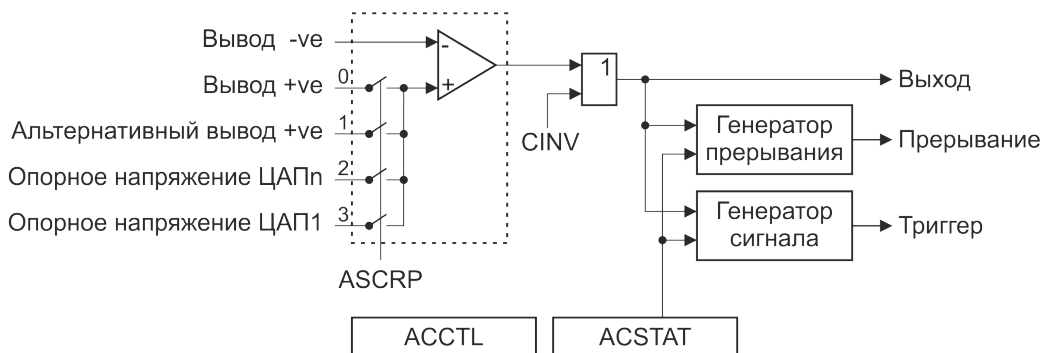 Вывод -ve
Вывод +ve
0
Альтернативный вывод +ve
1
Опорное напряжение ЦАПn
2
Опорное напряжение ЦАП1
3
-
+
ASCRP
1
CINV
Выход
Генератор
прерывания
Прерывание
Генератор
сигнала
Триггер
ACCTL
ACSTAT